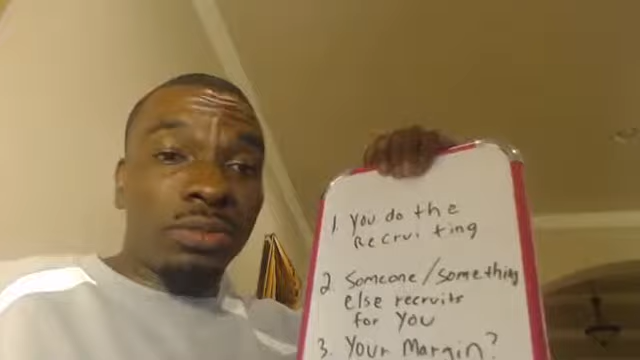 1. You do the
Recruiting
2. Someone/something
else recruits
for You
3. Your Margin?